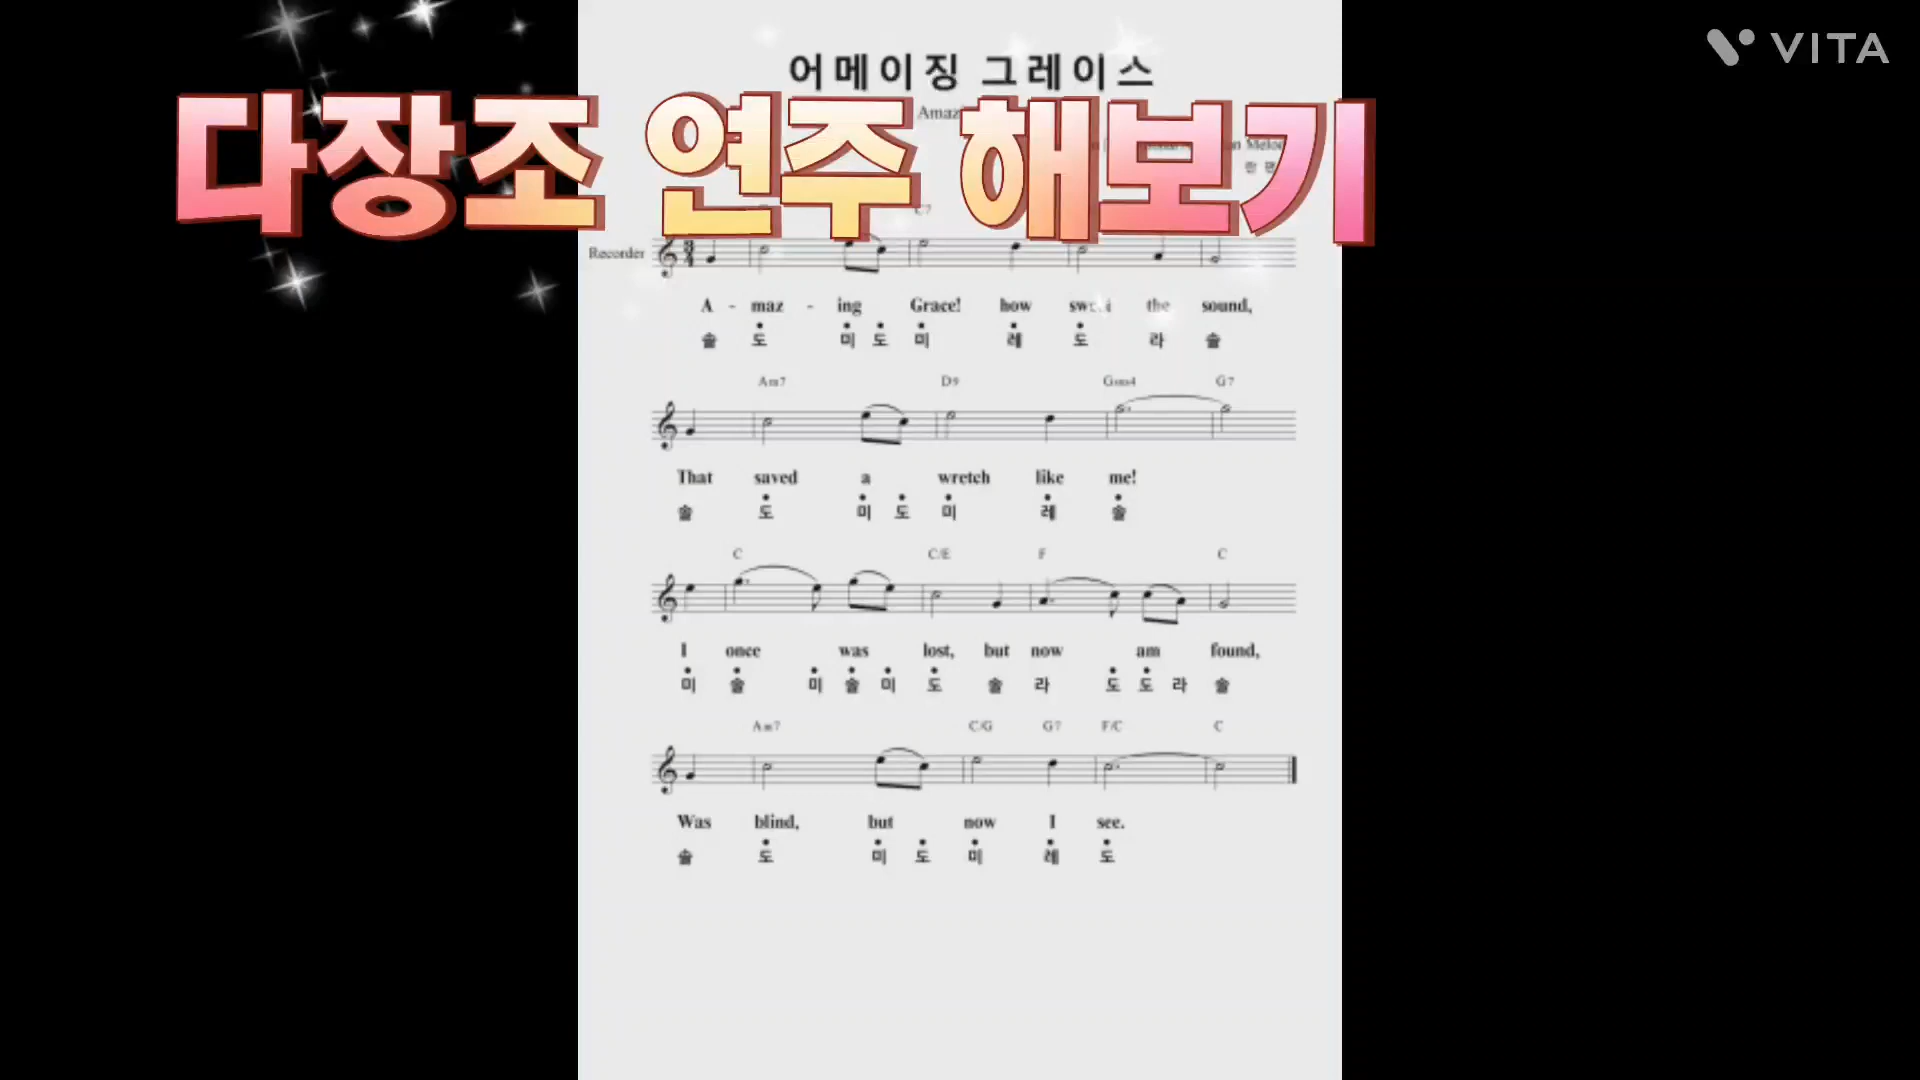 VITA
어메이징 그레이스
다장조 연주 해보기
C7
Recorder
A - maz - ing Grace! how the sound,
솔 도 미 도 미 레 도 라 솔
Am7 D9 Gsus4 G7
That saved a wretch like me!
솔 도 미 도 미 레 솔
C C/E F C
I once was lost, but now am found,
미 솔 미 솔 미 도 솔 라 도 도 라 솔
Am7 C/G G7 F/C C
Was blind, but now I see.
솔 도 미 도 미 레 도